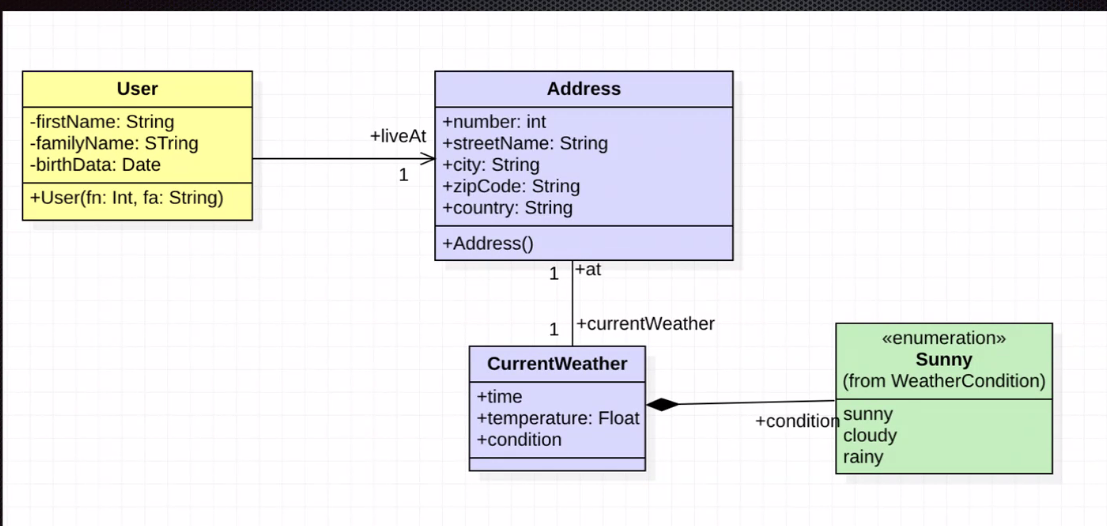 User
-firstName: String
-familyName: STring
-birthData: Date
+User(fn: Int, fa: String)
+liveAt
1
Address
+number: int
+streetName: String
+city: String
+zipCode: String
+country: String
+Address()
1
+at
1
+currentWeather
CurrentWeather
+time
+temperature: Float
+condition
+condition
«enumeration»
Sunny
(from WeatherCondition)
sunny
cloudy
rainy